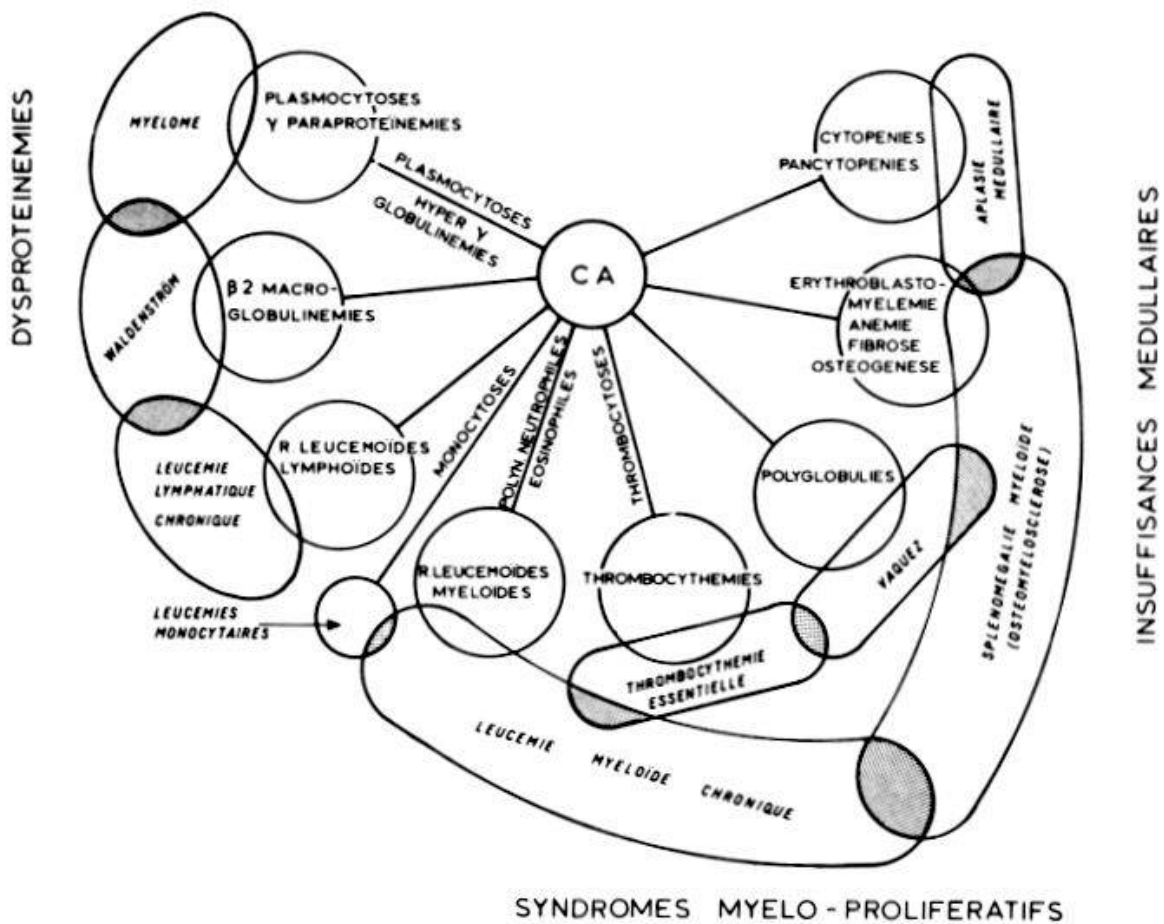 DYSPROTEINEMIES
MYELOME
PLASMOCYTOSES
γ PARAPROTEINEMIES
PLASMOCYTOSES
HYPER γ
GLOBULINEMIES
WALDENSTRÖM
β2 MACRO-
GLOBULINEMIES
CA
CYTOPENIES
PANCYTOPENIES
APLASIE
MEDULLAIRE
ERYTHROBLASTO-
MYELEMIE
ANEMIE
FIBROSE
OSTEOGENESE
INSUFFISANCES MEDULLAIRES
LEUCEMIE
LYMPHATIQUE
CHRONIQUE
R. LEUCEMOÏDES
LYMPHOÏDES
MONOCYTOSES
POLYN NEUTROPHILES
EOSINOPHILES
THROMBOCYTOSES
POLYGLOBULIES
VAQUEZ
SPLENOMEGALIE MYELOÏDE
(OSTEOMYELOSCLEROSE)
LEUCEMIES
MONOCYTAIRES
R. LEUCEMOÏDES
MYELOIDES
THROMBOCYTHEMIES
THROMBOCYTHEMIE
ESSENTIELLE
LEUCEMIE MYELOÏDE CHRONIQUE
SYNDROMES MYELO-PROLIFERATIFS